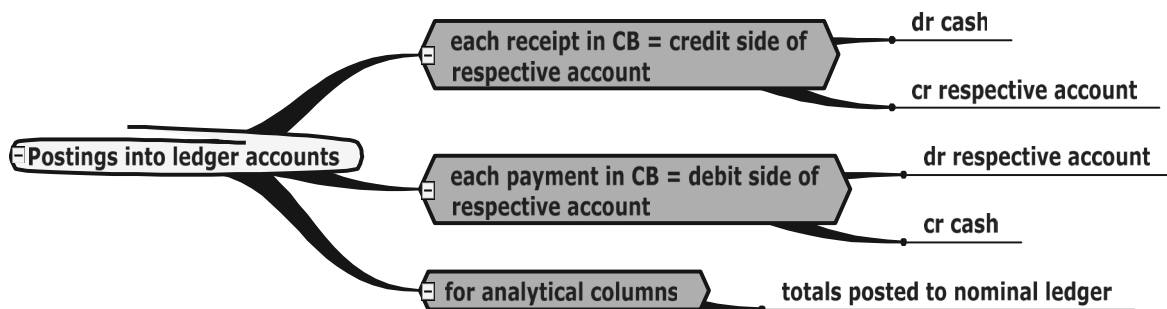 Postings into ledger accounts
each receipt in CB = credit side of
respective account
dr cash
cr respective account
each payment in CB = debit side of
respective account
dr respective account
cr cash
for analytical columns
totals posted to nominal ledger